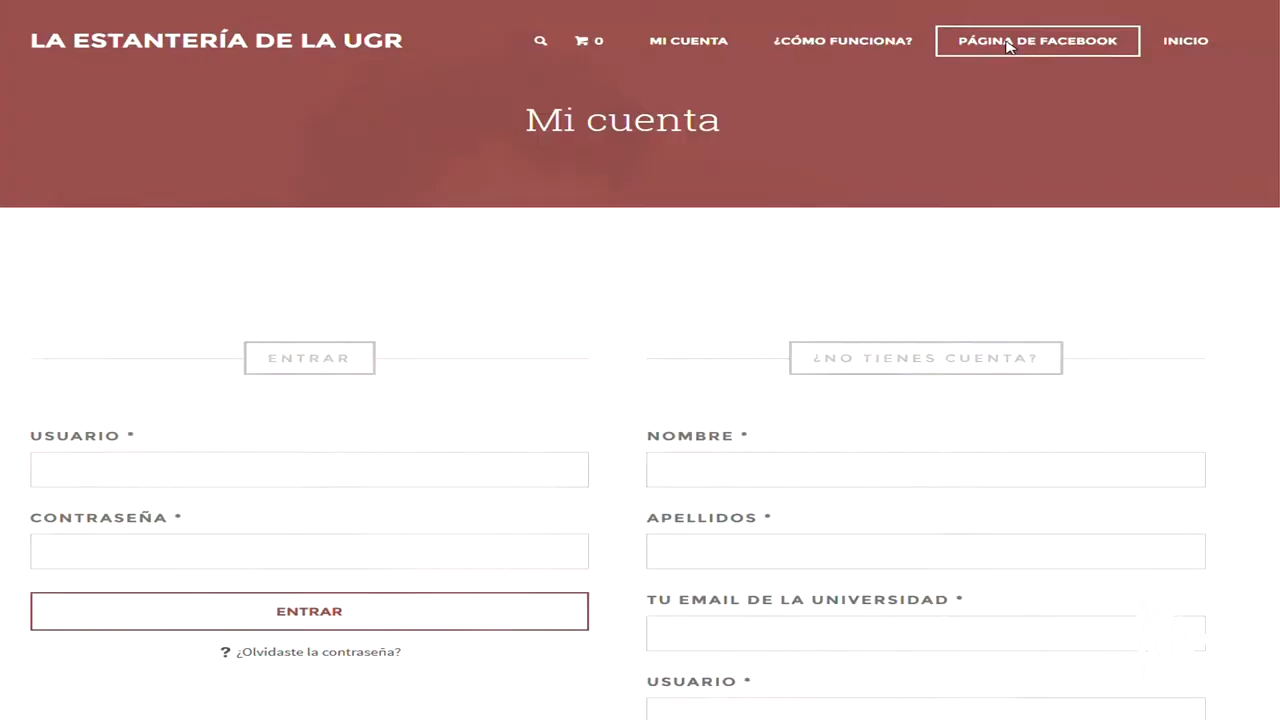 LA ESTANTERÍA DE LA UGR
0
MI CUENTA
¿CÓMO FUNCIONA?
PÁGINA DE FACEBOOK
INICIO
Mi cuenta
ENTRAR
USUARIO *
CONTRASEÑA *
ENTRAR
? ¿Olvidaste la contraseña?
¿NO TIENES CUENTA?
NOMBRE *
APELLIDOS *
TU EMAIL DE LA UNIVERSIDAD *
USUARIO *